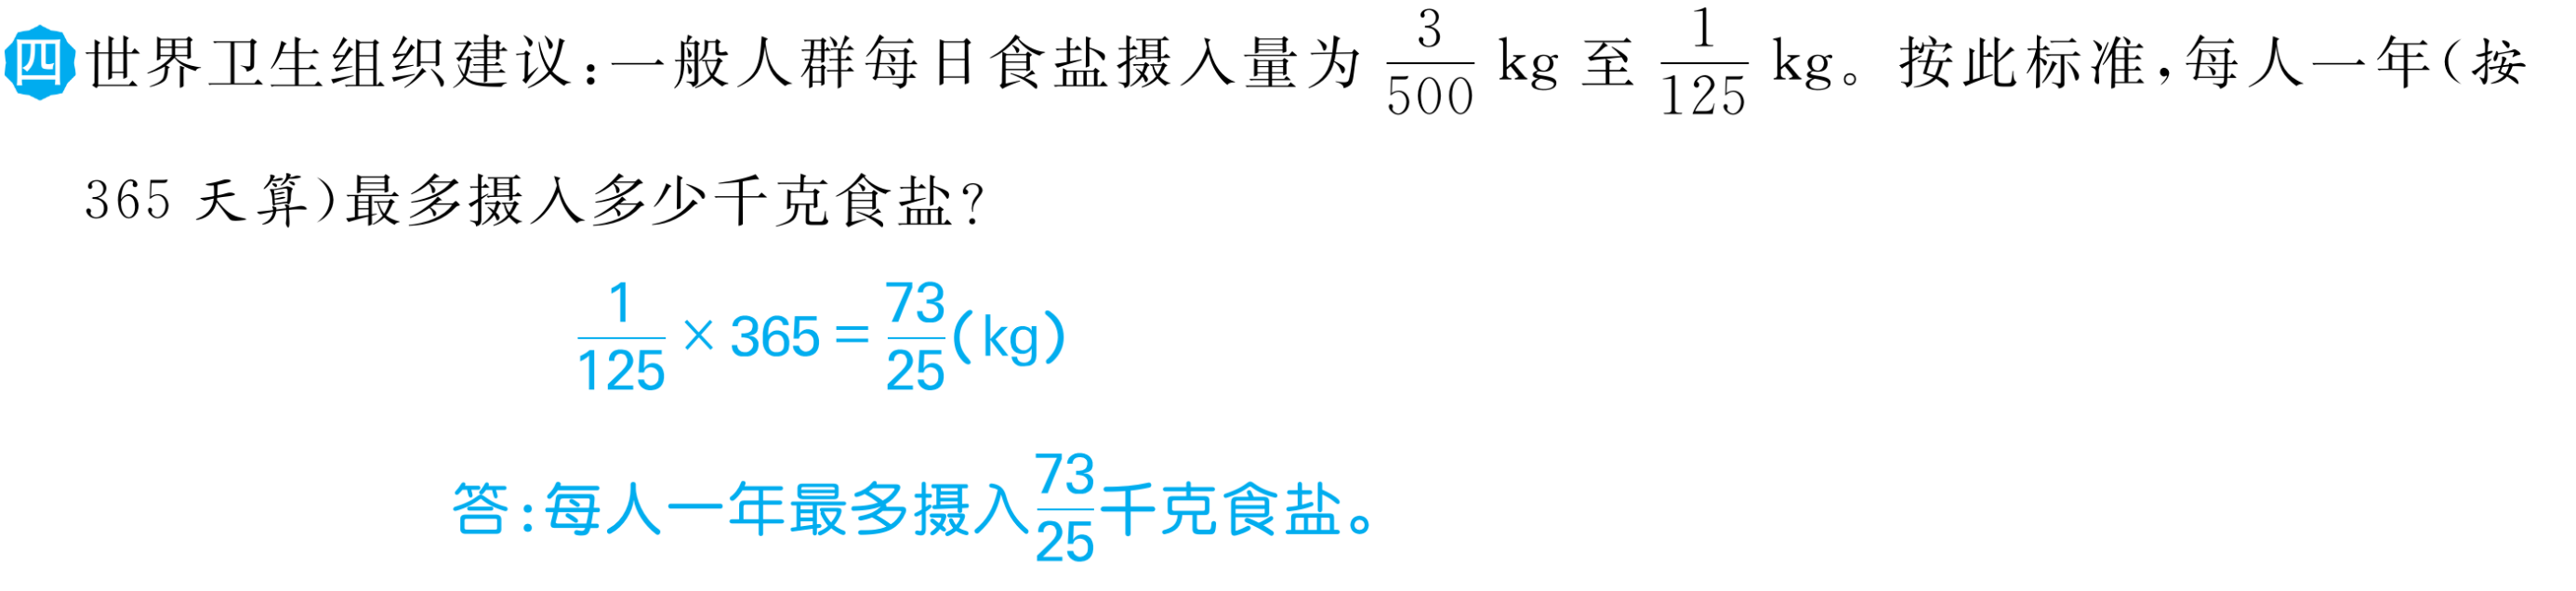 四 世界卫生组织建议：一般人群每日食盐摄入量为 3/500 kg 至 1/125 kg。按此标准，每人一年（按
365 天算）最多摄入多少千克食盐？
1/125 × 365 = 73/25 (kg)
答：每人一年最多摄入 73/25 千克食盐。